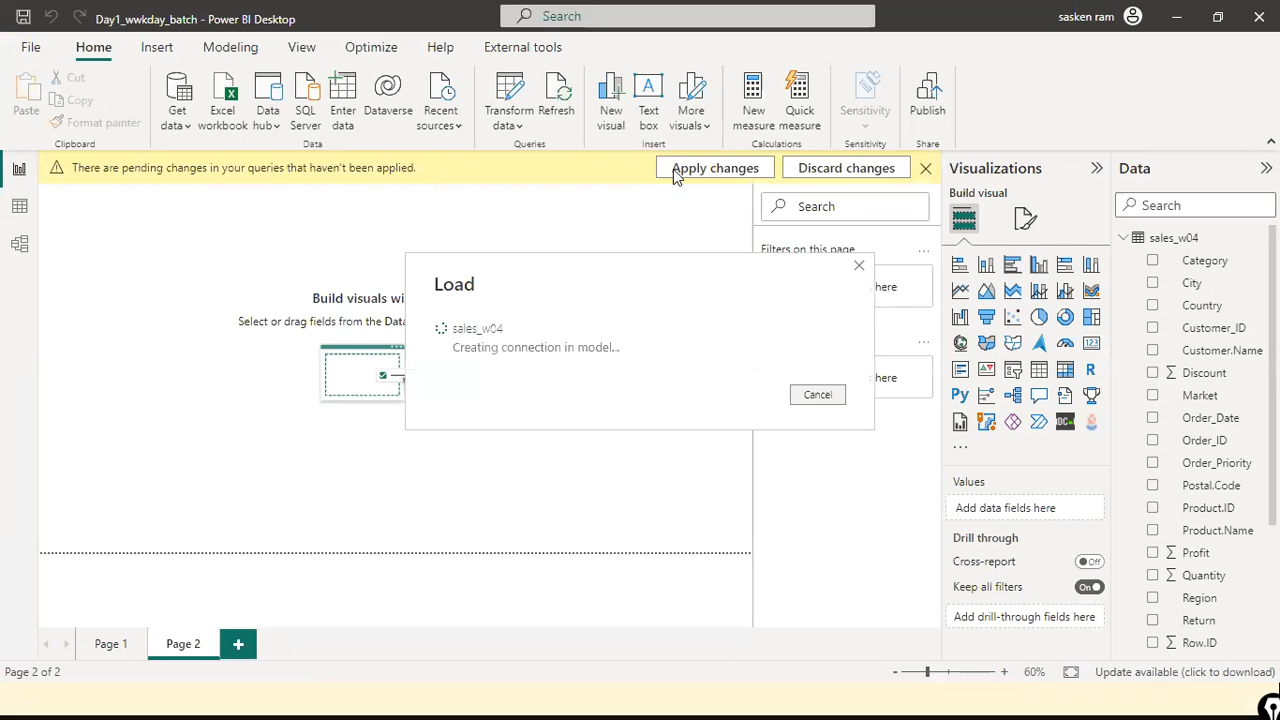 Day1_wwkday_batch - Power BI Desktop
Search
sasken ram
File
Home
Insert
Modeling
View
Optimize
Help
External tools
Paste
Cut
Copy
Format painter
Get data
Excel workbook
Data hub
SQL Server
Enter data
Dataverse
Recent sources
Transform data
Refresh
New visual
Text box
More visuals
New measure
Quick measure
Sensitivity
Publish
Clipboard
Data
Queries
Insert
Calculations
Sensitivity
Share
There are pending changes in your queries that haven't been applied.
Apply changes
Discard changes
Build visuals wi
Select or drag fields from the Data
Load
sales_w04
Creating connection in model...
Cancel
Search
Filters on this page
...
here
...
here
Visualizations
Build visual
Py
R
123
...
Values
Add data fields here
Drill through
Cross-report
Off
Keep all filters
On
Add drill-through fields here
Data
Search
sales_w04
Category
City
Country
Customer_ID
Customer.Name
Σ Discount
Market
Order_Date
Order_ID
Order_Priority
Postal.Code
Product.ID
Product.Name
Σ Profit
Σ Quantity
Region
Return
Σ Row.ID
Page 1
Page 2
+
Page 2 of 2
- + 60%
Update available (click to download)